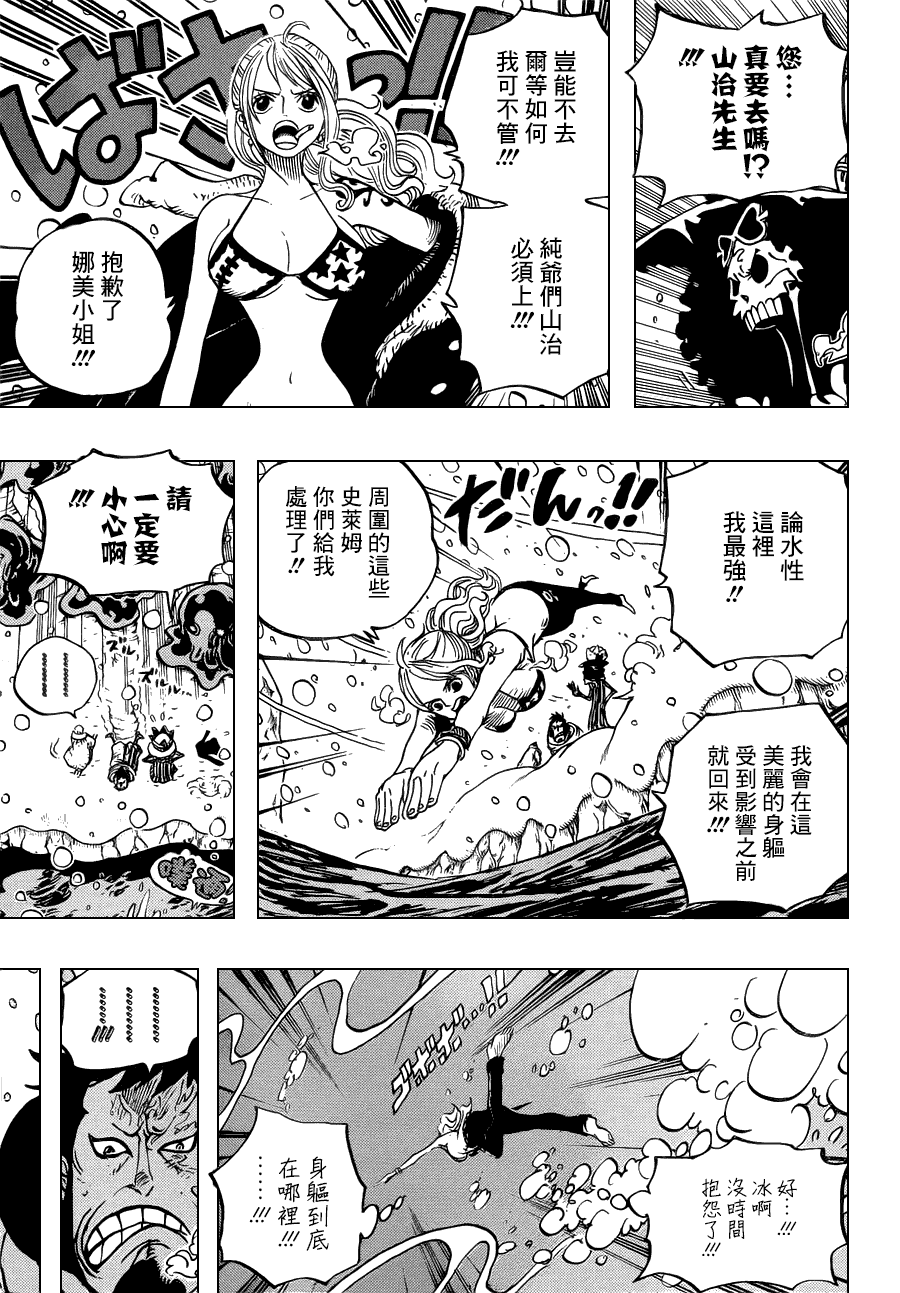 您…
真要去嗎!?
山治先生
!!!
豈能不去
爾等如何
我可不管
!!!
純爺們山治
必須上!!!
ばさっ!!
抱歉了
娜美小姐
!!!
論水性
這裡
我最強!!
我會在這
美麗的身軀
受到影響之前
就回來!!!
だんっ!!
周圍的這些
史萊姆
你們給我
處理了!!
請
一定要
小心啊
!!!
ズル
ズルル…
好…!!
冰啊
沒時間
抱怨了!!!
身軀到底
在哪裡!!!
……!!!